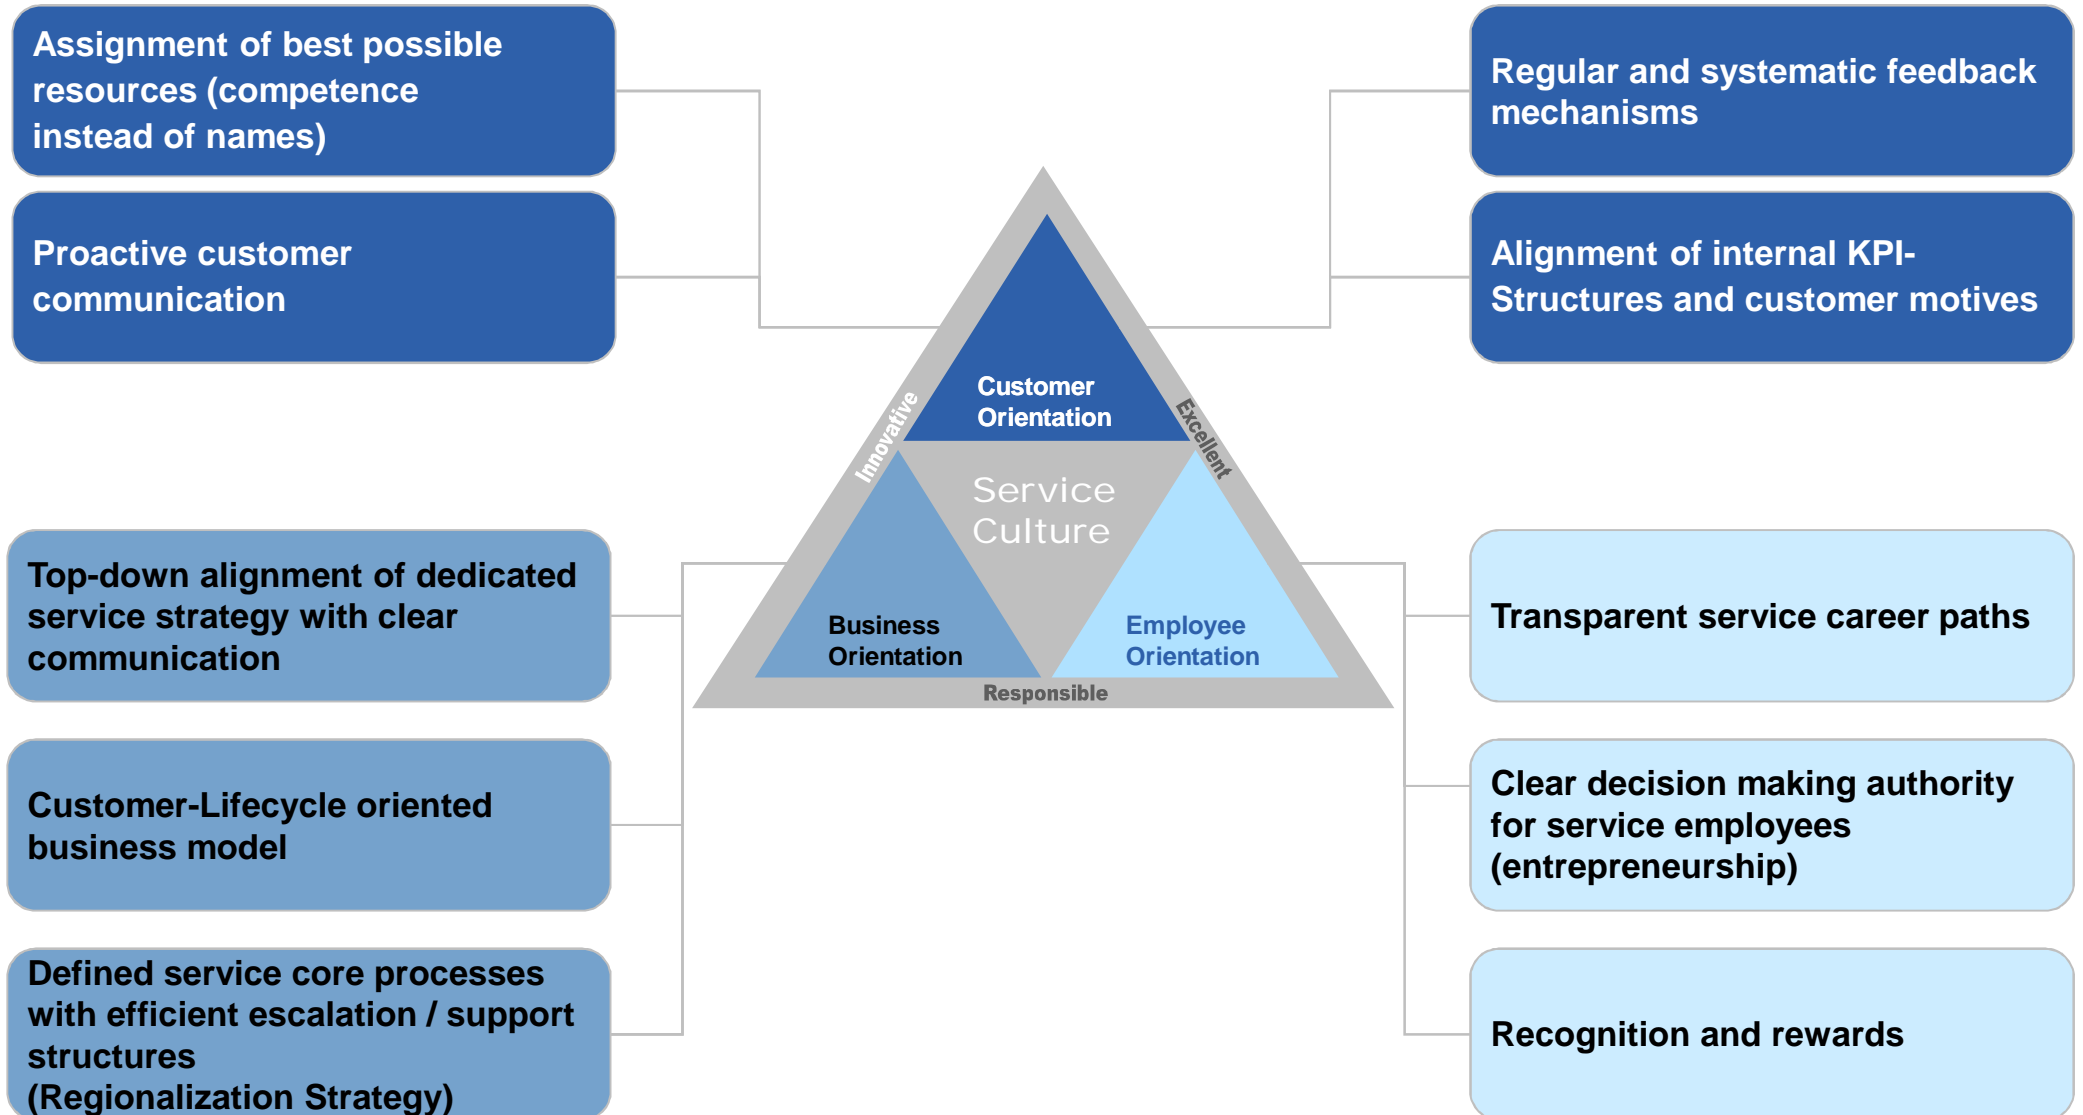 Assignment of best possible
resources (competence
instead of names)
Proactive customer
communication
Regular and systematic feedback
mechanisms
Alignment of internal KPI-
Structures and customer motives
Customer
Orientation
Innovative
Excellent
Service
Culture
Business
Orientation
Employee
Orientation
Responsible
Top-down alignment of dedicated
service strategy with clear
communication
Customer-Lifecycle oriented
business model
Defined service core processes
with efficient escalation / support
structures
(Regionalization Strategy)
Transparent service career paths
Clear decision making authority
for service employees
(entrepreneurship)
Recognition and rewards